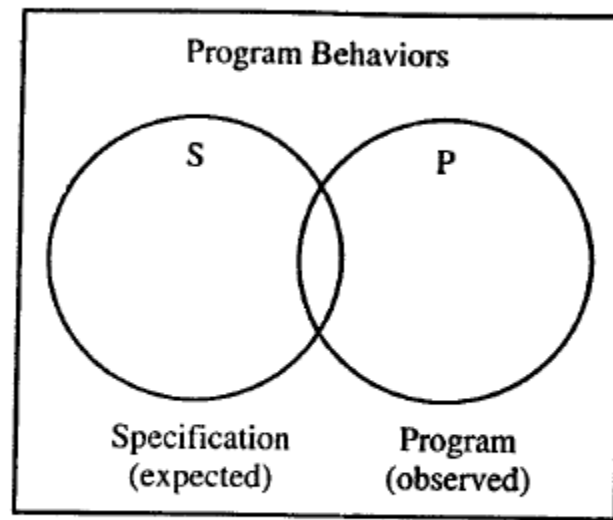 Program Behaviors
S
P
Specification
(expected)
Program
(observed)